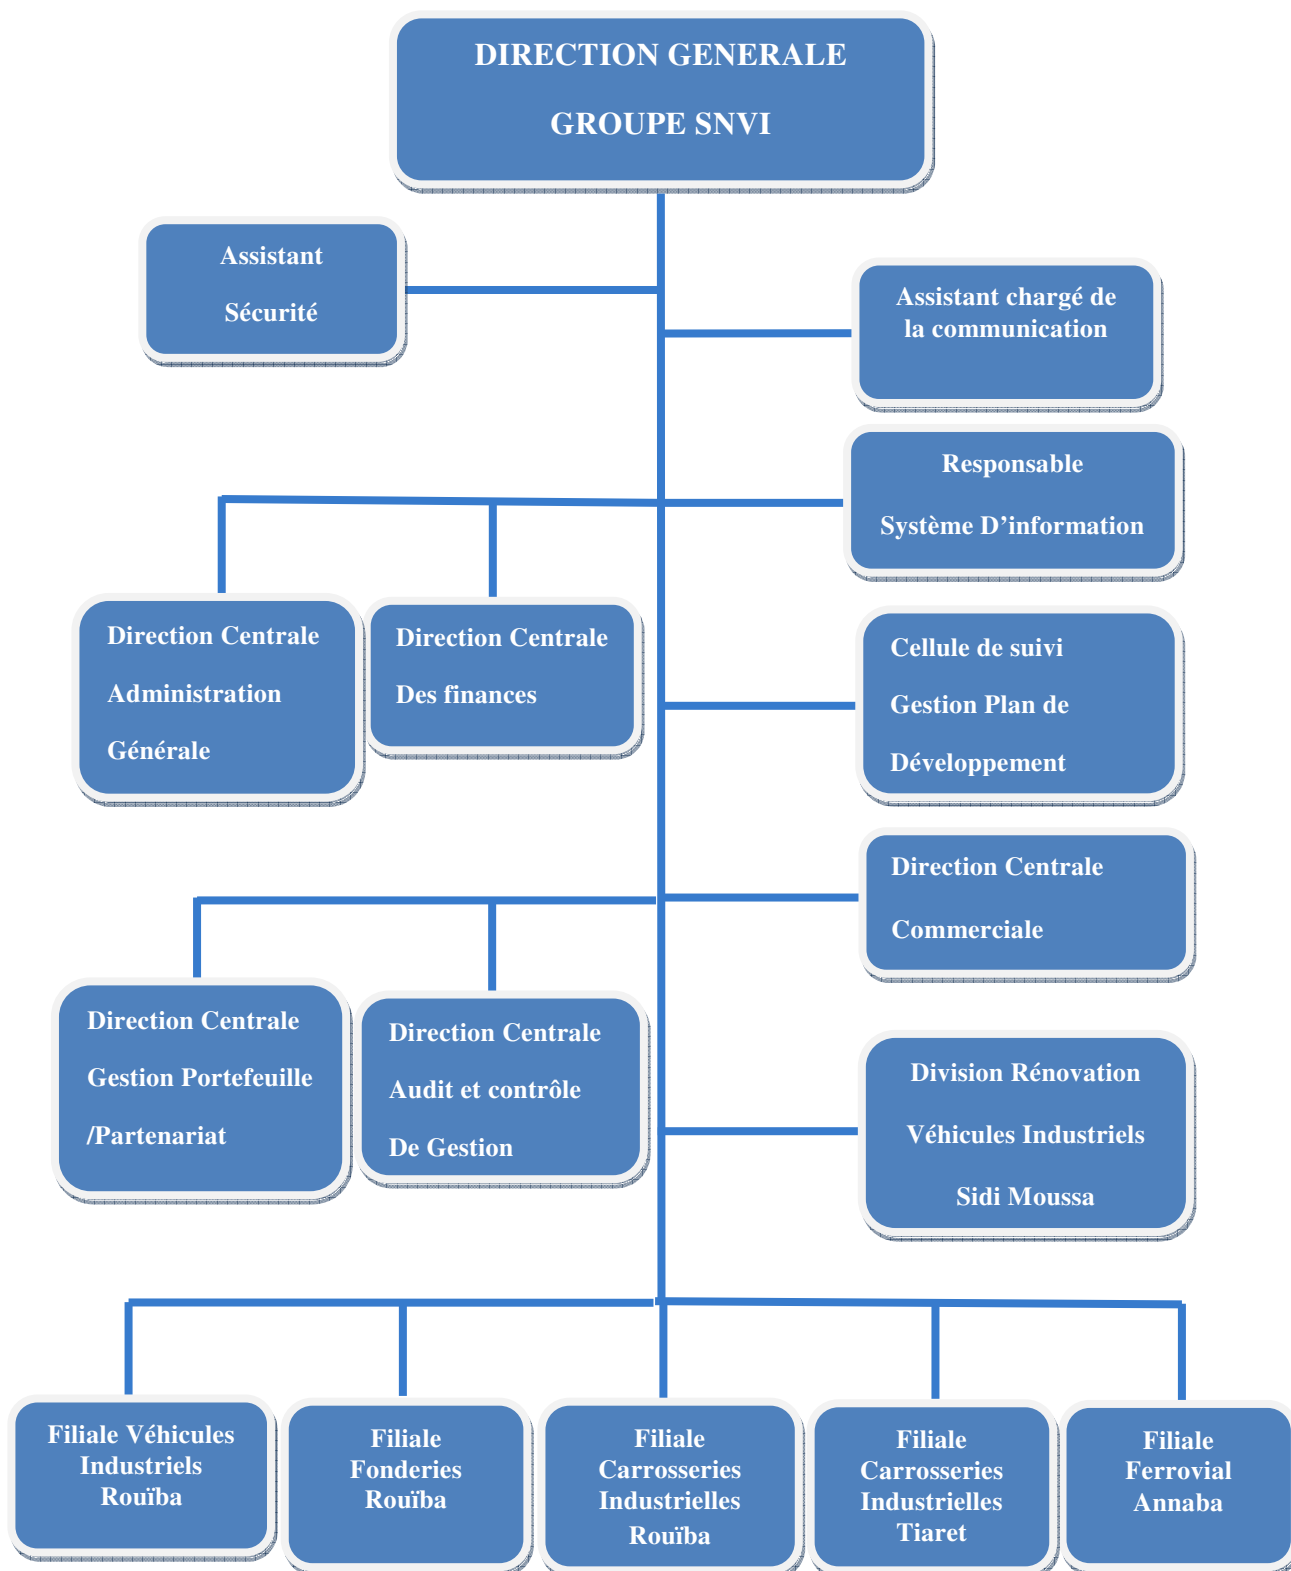 DIRECTION GENERALE
GROUPE SNVI
Assistant
Sécurité
Assistant chargé de
la communication
Responsable
Système D’information
Direction Centrale
Administration
Générale
Direction Centrale
Des finances
Cellule de suivi
Gestion Plan de
Développement
Direction Centrale
Commerciale
Direction Centrale
Gestion Portefeuille
/Partenariat
Direction Centrale
Audit et contrôle
De Gestion
Division Rénovation
Véhicules Industriels
Sidi Moussa
Filiale Véhicules
Industriels
Rouïba
Filiale
Fonderies
Rouïba
Filiale
Carrosseries
Industrielles
Rouïba
Filiale
Carrosseries
Industrielles
Tiaret
Filiale
Ferrovial
Annaba